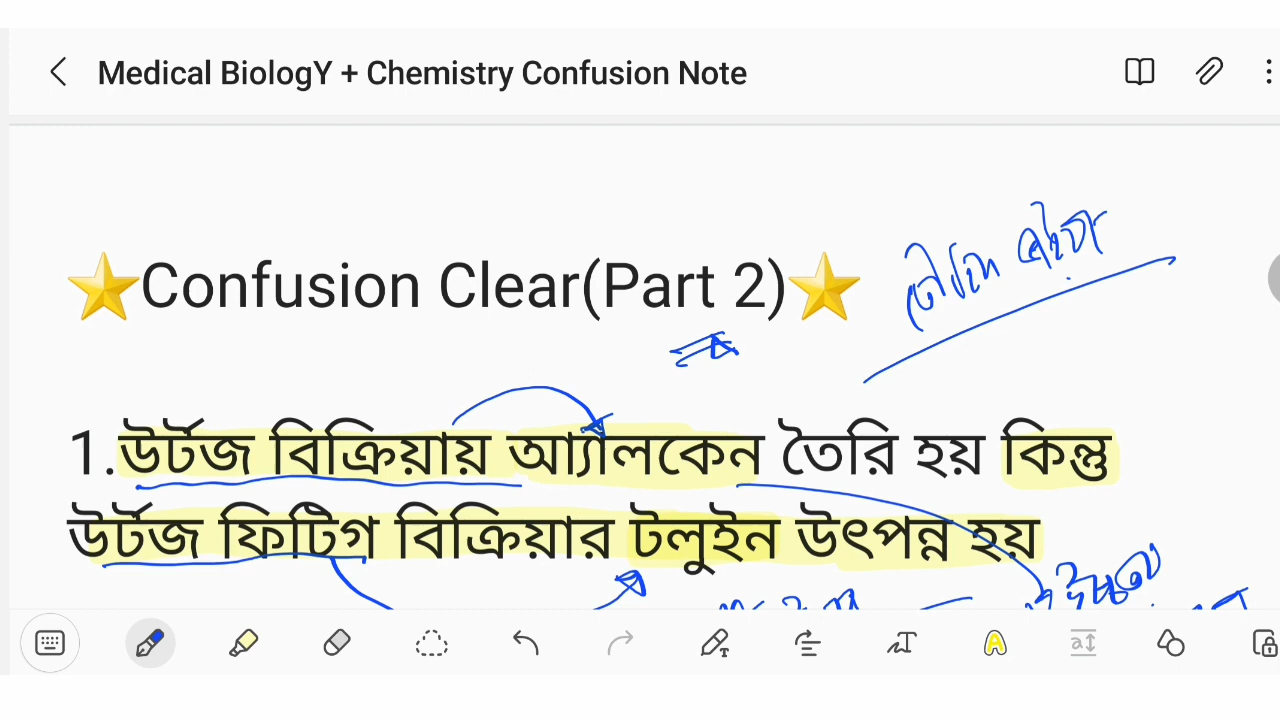 Medical BiologY + Chemistry Confusion Note
⭐Confusion Clear(Part 2)⭐
1.উর্টজ বিক্রিয়ায় আ্যালকেন তৈরি হয় কিন্তু
উর্টজ ফিটিগ বিক্রিয়ার টলুইন উৎপন্ন হয়